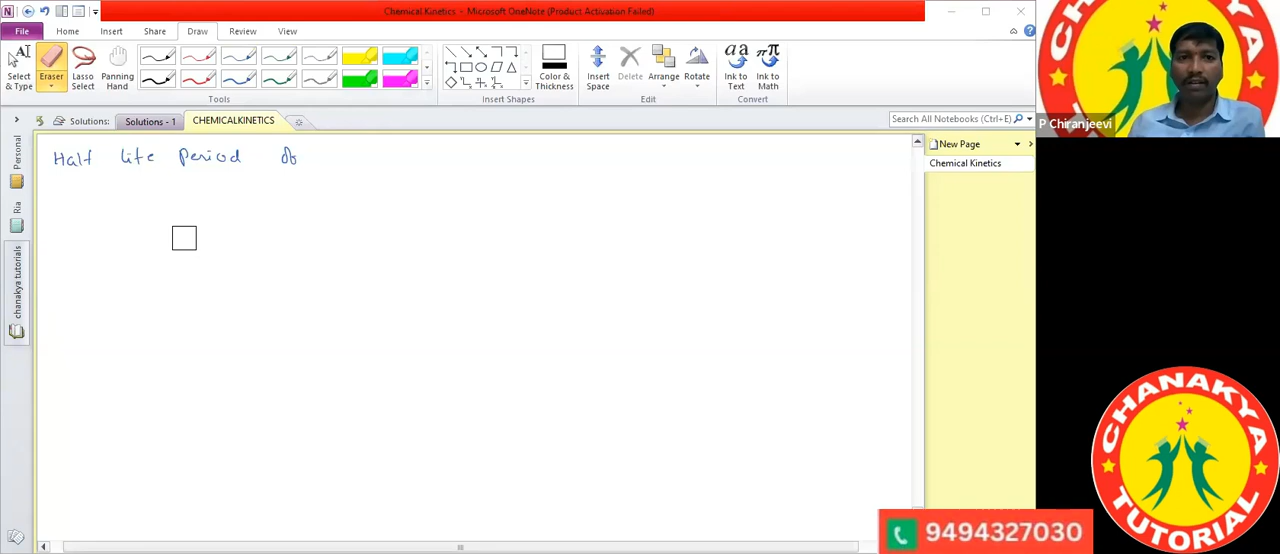 Chemical Kinetics - Microsoft OneNote (Product Activation Failed)
File Home Insert Share Draw Review View
Select & Type Eraser Lasso Select Panning Hand Color & Thickness Insert Space Delete Arrange Rotate Ink to Text Ink to Math
Tools Insert Shapes Edit Convert
Solutions: Solutions - 1 CHEMICALKINETICS Search All Notebooks (Ctrl+E)
P Chiranjeevi
New Page
Chemical Kinetics
Personal
Ria
chanakya tutorials
Half life Period of
CHANAKYA
TUTORIAL
9494327030